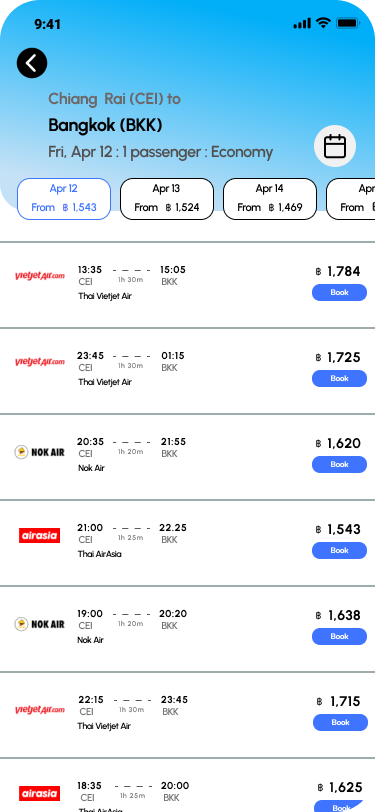 9:41
Chiang Rai (CEI) to
Bangkok (BKK)
Fri, Apr 12 : 1 passenger : Economy
Apr 12
From ฿ 1,543
Apr 13
From ฿ 1,524
Apr 14
From ฿ 1,469
From
vietjetAir.com
13:35 - - - - 15:05
฿ 1,784
CEI 1h 30m BKK
Book
Thai Vietjet Air
vietjetAir.com
23:45 - - - - 01:15
฿ 1,725
CEI 1h 30m BKK
Book
Thai Vietjet Air
NOK AIR
20:35 - - - - 21:55
฿ 1,620
CEI 1h 20m BKK
Book
Nok Air
airasia
21:00 - - - - 22.25
฿ 1,543
CEI 1h 25m BKK
Book
Thai AirAsia
NOK AIR
19:00 - - - - 20:20
฿ 1,638
CEI 1h 20m BKK
Book
Nok Air
vietjetAir.com
22:15 - - - - 23:45
฿ 1,715
CEI 1h 30m BKK
Book
Thai Vietjet Air
airasia
18:35 - - - - 20:00
฿ 1,625
CEI 1h 25m BKK
Book
Thai AirAsia